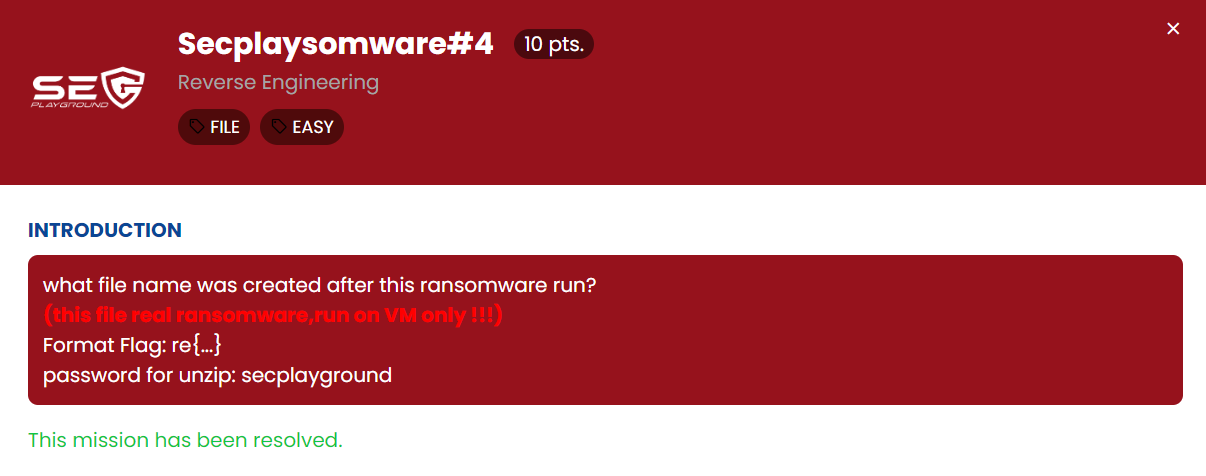 Secplaysomware#4 10 pts.
×
SEC
PLAYGROUND
Reverse Engineering
FILE EASY
INTRODUCTION
what file name was created after this ransomware run?
(this file real ransomware,run on VM only !!!)
Format Flag: re{...}
password for unzip: secplayground
This mission has been resolved.